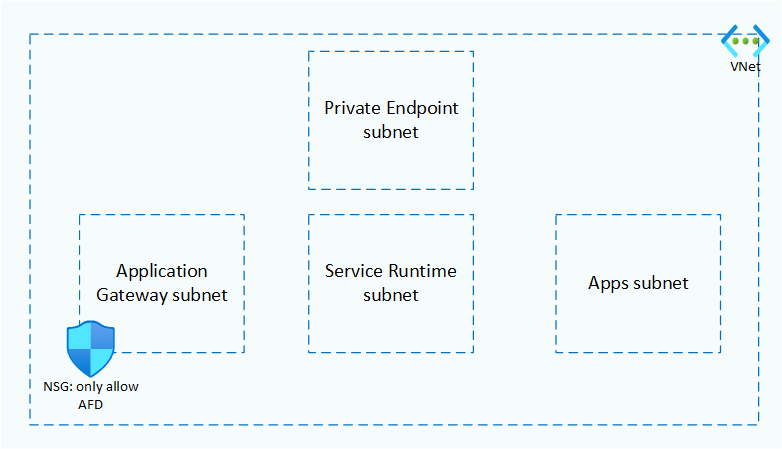 VNet
Private Endpoint
subnet
Application
Gateway subnet
Service Runtime
subnet
Apps subnet
NSG: only allow
AFD